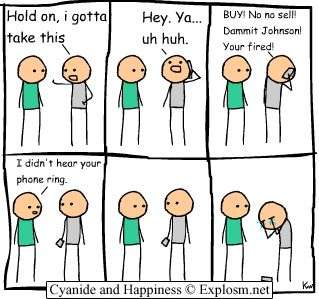 Hold on, i gotta
take this
Hey. Ya...
uh huh.
BUY! No no sell!
Dammit Johnson!
Your fired!
I didn't hear your
phone ring.
Kw
Cyanide and Happiness © Explosm.net